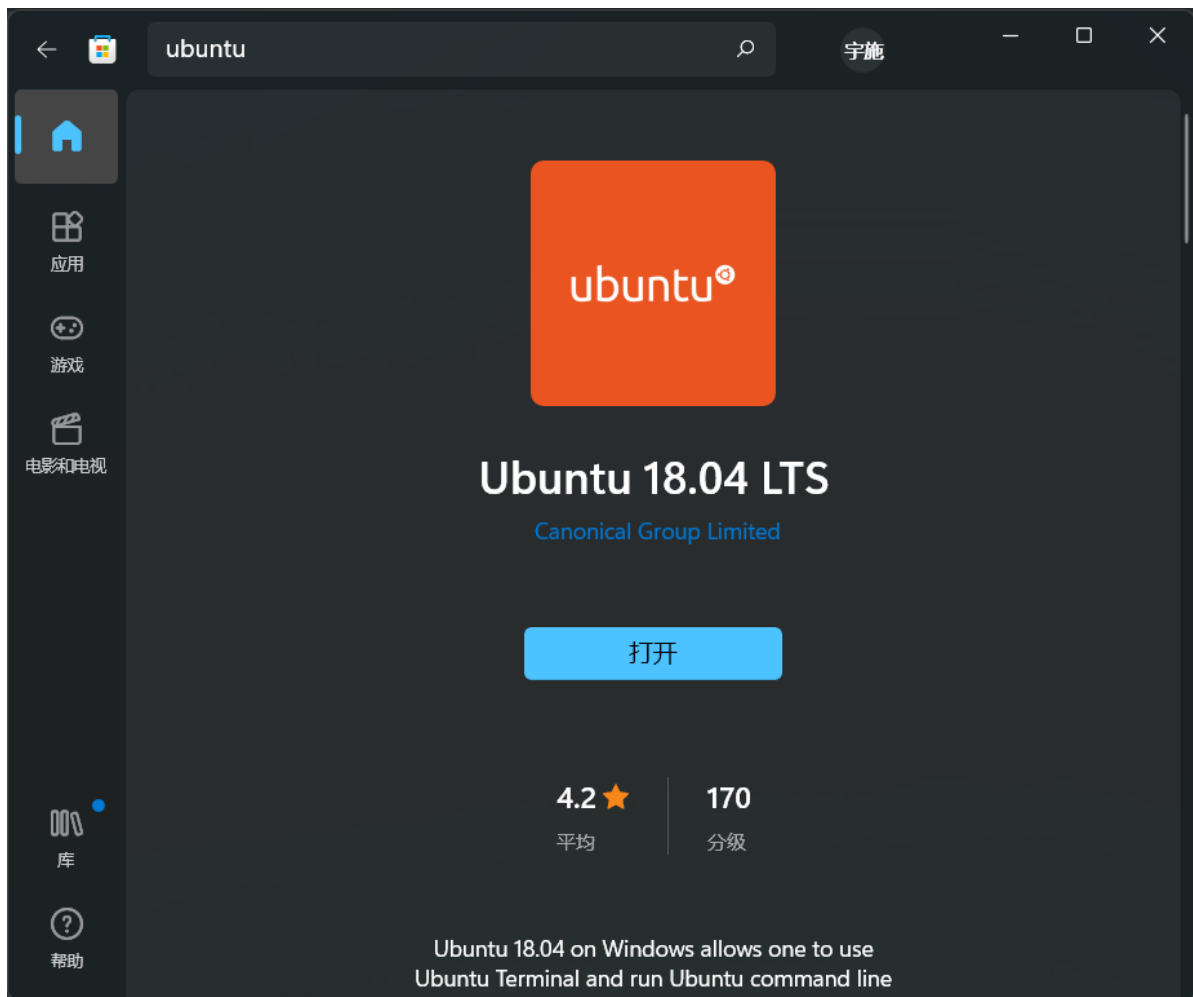 ubuntu
宇施
应用
游戏
电影和电视
库
帮助
ubuntu
Ubuntu 18.04 LTS
Canonical Group Limited
打开
4.2
平均
170
分级
Ubuntu 18.04 on Windows allows one to use
Ubuntu Terminal and run Ubuntu command line